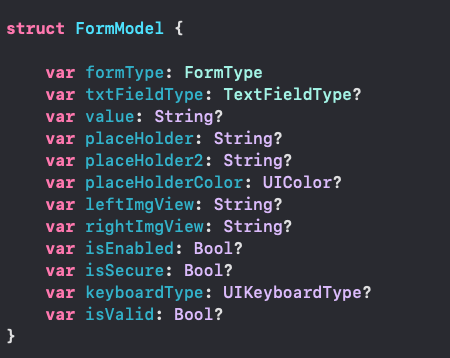 struct FormModel {
var formType: FormType
var txtFieldType: TextFieldType?
var value: String?
var placeHolder: String?
var placeHolder2: String?
var placeHolderColor: UIColor?
var leftImgView: String?
var rightImgView: String?
var isEnabled: Bool?
var isSecure: Bool?
var keyboardType: UIKeyboardType?
var isValid: Bool?
}